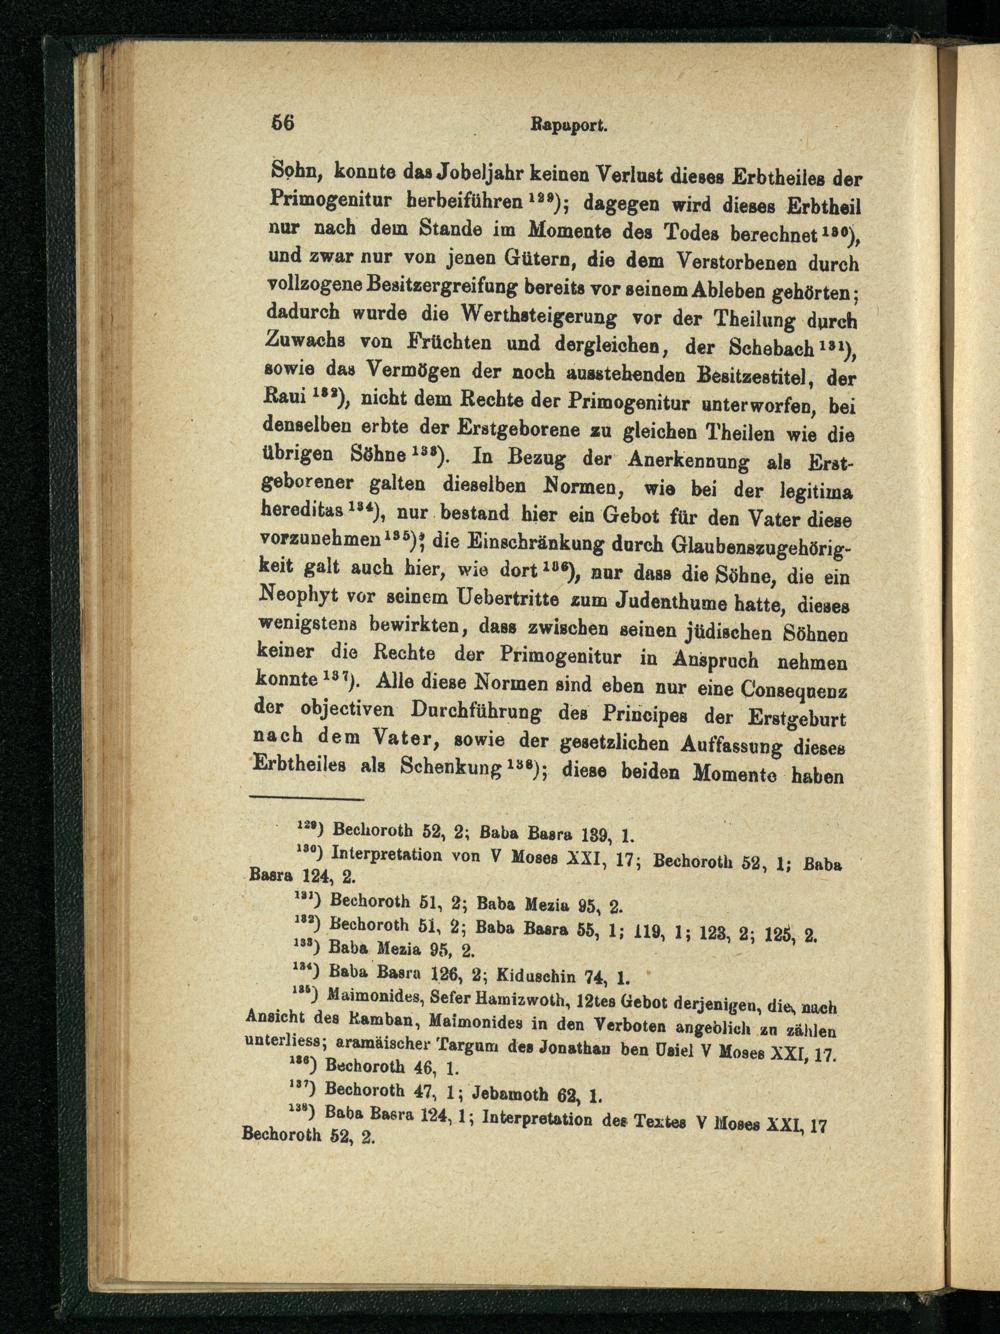 56 Rapaport.
Sohn, konnte das Jobeljahr keinen Verlust dieses Erbtheiles der
Primogenitur herbeiführen ¹²⁹); dagegen wird dieses Erbtheil
nur nach dem Stande im Momente des Todes berechnet ¹³⁰),
und zwar nur von jenen Gütern, die dem Verstorbenen durch
vollzogene Besitzergreifung bereits vor seinem Ableben gehörten;
dadurch wurde die Werthsteigerung vor der Theilung durch
Zuwachs von Früchten und dergleichen, der Schebach ¹³¹),
sowie das Vermögen der noch ausstehenden Besitzestitel, der
Raui ¹³²), nicht dem Rechte der Primogenitur unterworfen, bei
denselben erbte der Erstgeborene zu gleichen Theilen wie die
übrigen Söhne ¹³³). In Bezug der Anerkennung als Erst-
geborener galten dieselben Normen, wie bei der legitima
hereditas ¹³⁴), nur bestand hier ein Gebot für den Vater diese
vorzunehmen ¹³⁵); die Einschränkung durch Glaubenszugehörig-
keit galt auch hier, wie dort ¹³⁶), nur dass die Söhne, die ein
Neophyt vor seinem Uebertritte zum Judenthume hatte, dieses
wenigstens bewirkten, dass zwischen seinen jüdischen Söhnen
keiner die Rechte der Primogenitur in Anspruch nehmen
konnte ¹³⁷). Alle diese Normen sind eben nur eine Consequenz
der objectiven Durchführung des Principes der Erstgeburt
nach dem Vater, sowie der gesetzlichen Auffassung dieses
Erbtheiles als Schenkung ¹³⁸); diese beiden Momente haben
¹²⁹) Bechoroth 52, 2; Baba Basra 139, 1.
¹³⁰) Interpretation von V Moses XXI, 17; Bechoroth 52, 1; Baba
Basra 124, 2.
¹³¹) Bechoroth 51, 2; Baba Mezia 95, 2.
¹³²) Bechoroth 51, 2; Baba Basra 55, 1; 119, 1; 123, 2; 125, 2.
¹³³) Baba Mezia 95, 2.
¹³⁴) Baba Basra 126, 2; Kiduschin 74, 1.
¹³⁵) Maimonides, Sefer Hamizwoth, 12tes Gebot derjenigen, die, nach
Ansicht des Ramban, Maimonides in den Verboten angeblich zu zählen
unterliess; aramäischer Targum des Jonathan ben Usiel V Moses XXI, 17.
¹³⁶) Bechoroth 46, 1.
¹³⁷) Bechoroth 47, 1; Jebamoth 62, 1.
¹³⁸) Baba Basra 124, 1; Interpretation des Textes V Moses XXI, 17
Bechoroth 52, 2.